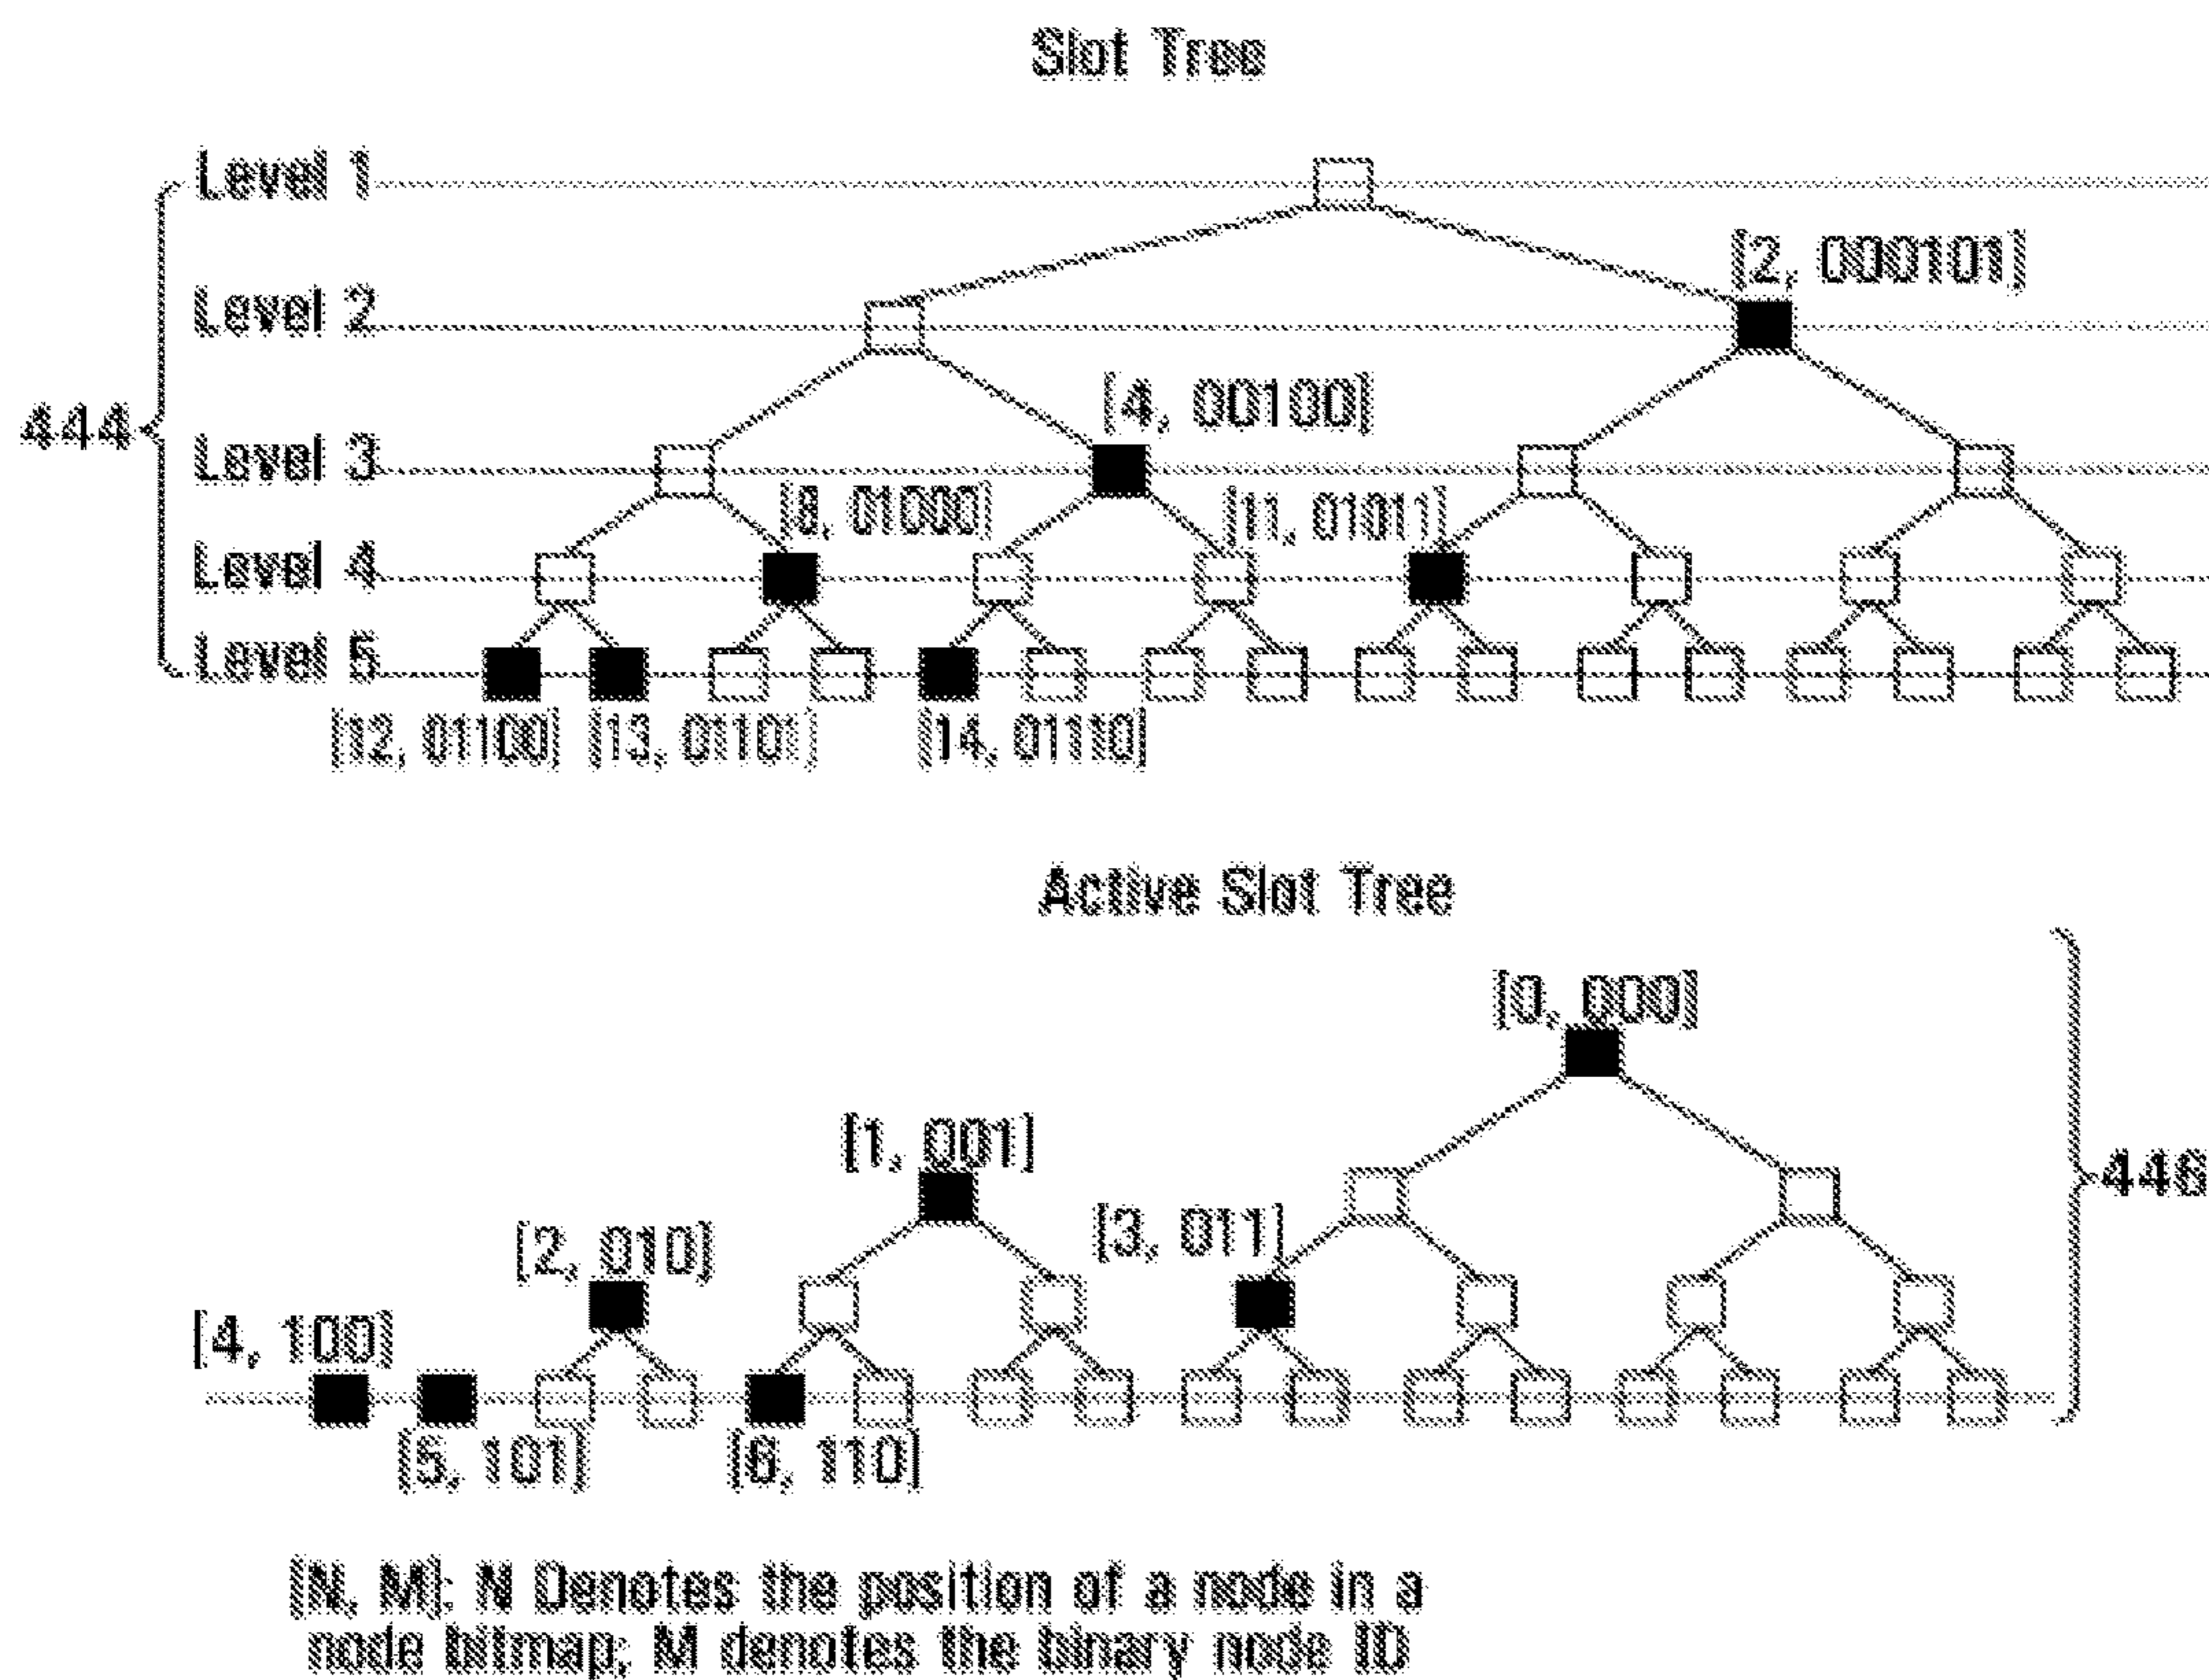 Slot Tree
Level 1
[2, 000101]
Level 2
[4, 00100]
444
Level 3
[8, 01000]
[11, 01011]
Level 4
Level 5
[12, 01100]
[13, 01101]
[14, 01110]
Active Slot Tree
[0, 000]
[1, 001]
446
[3, 011]
[2, 010]
[4, 100]
[5, 101]
[6, 110]
[N, M]: N Denotes the position of a node in a
node bitmap; M denotes the binary node ID